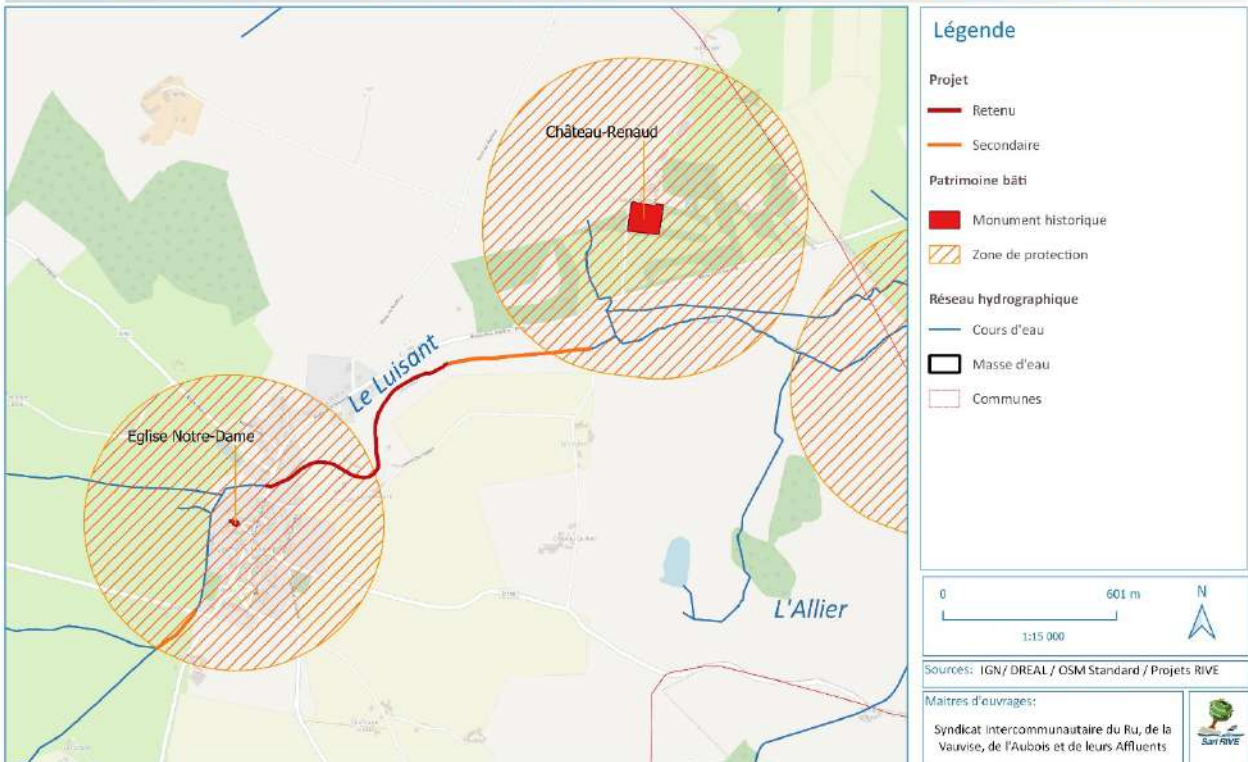 Château-Renaud
Le Luisant
Eglise Notre-Dame
L'Allier
Légende
Projet
Retenu
Secondaire
Patrimoine bâti
Monument historique
Zone de protection
Réseau hydrographique
Cours d'eau
Masse d'eau
Communes
0 601 m N
1:15 000
Sources: IGN/ DREAL / OSM Standard / Projets RIVE
Maitres d'ouvrages:
Syndicat Intercommunautaire du Ru, de la
Vauvise, de l'Aubois et de leurs Affluents
Sarl RIVE